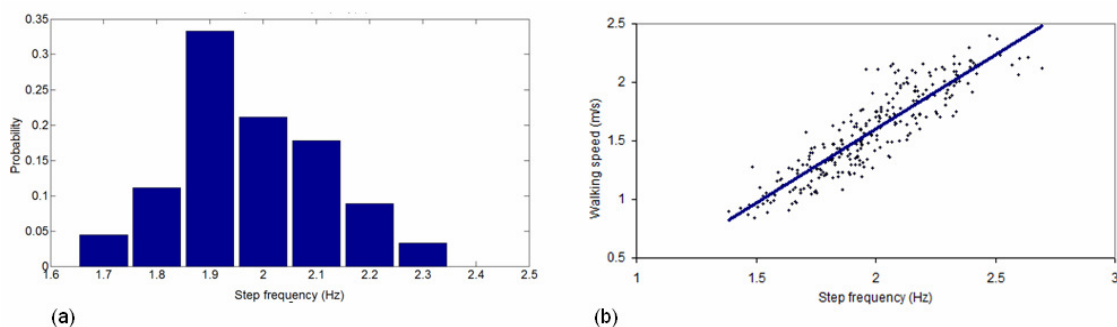 0.35
0.3
0.25
0.2
0.15
0.1
0.05
0
Probability
1.6 1.7 1.8 1.9 2 2.1 2.2 2.3 2.4 2.5
Step frequency (Hz)
(a)
2.5
2
1.5
1
0.5
Walking speed (m/s)
1 1.5 2 2.5 3
Step frequency (Hz)
(b)